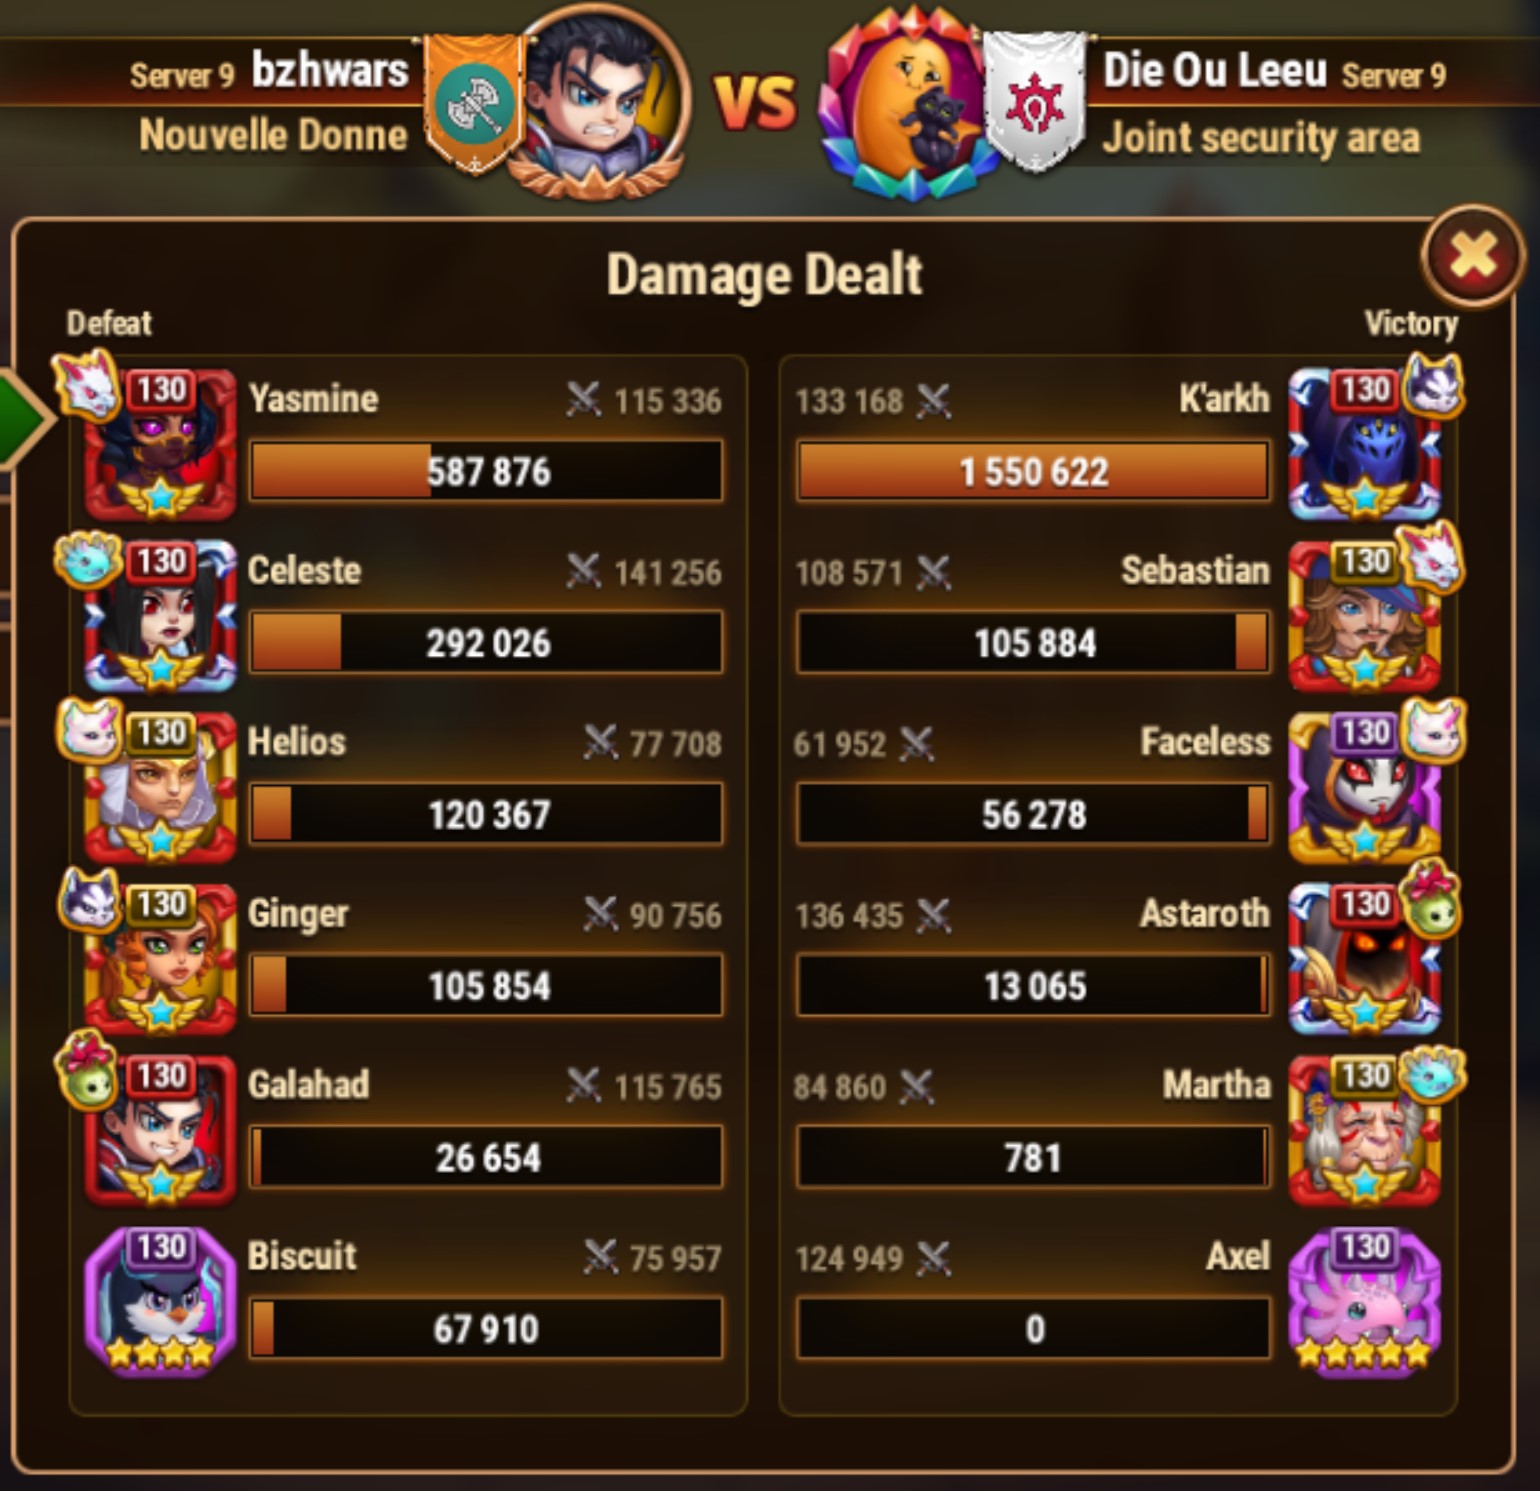 Server 9 bzhwars
Nouvelle Donne
VS
Die Ou Leeu Server 9
Joint security area
Damage Dealt
Defeat
Victory
130 Yasmine 115 336
587 876
133 168 K'arkh 130
1 550 622
130 Celeste 141 256
292 026
108 571 Sebastian 130
105 884
130 Helios 77 708
120 367
61 952 Faceless 130
56 278
130 Ginger 90 756
105 854
136 435 Astaroth 130
13 065
130 Galahad 115 765
26 654
84 860 Martha 130
781
130 Biscuit 75 957
67 910
124 949 Axel 130
0